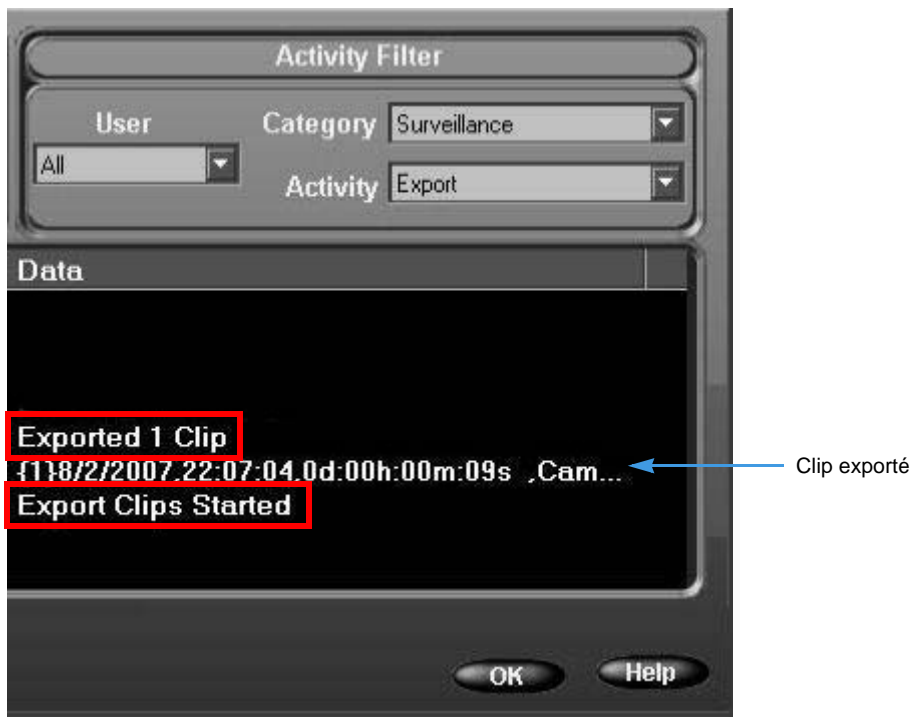 Activity Filter
User
Category Surveillance
All
Activity Export
Data
Exported 1 Clip
{1}8/2/2007,22:07:04,0d:00h:00m:09s ,Cam...
Clip exporté
Export Clips Started
OK Help